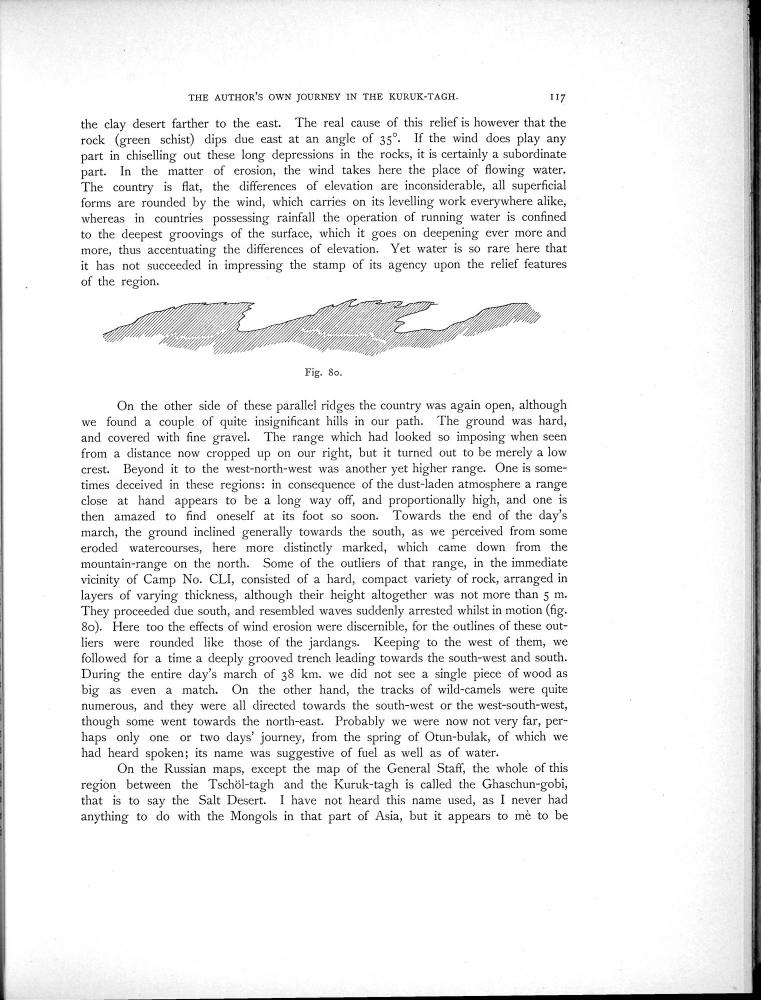 THE AUTHOR'S OWN JOURNEY IN THE KURUK-TAGH. 117
the clay desert farther to the east. The real cause of this relief is however that the
rock (green schist) dips due east at an angle of 35°. If the wind does play any
part in chiselling out these long depressions in the rocks, it is certainly a subordinate
part. In the matter of erosion, the wind takes here the place of flowing water.
The country is flat, the differences of elevation are inconsiderable, all superficial
forms are rounded by the wind, which carries on its levelling work everywhere alike,
whereas in countries possessing rainfall the operation of running water is confined
to the deepest groovings of the surface, which it goes on deepening ever more and
more, thus accentuating the differences of elevation. Yet water is so rare here that
it has not succeeded in impressing the stamp of its agency upon the relief features
of the region.
Fig. 80.
On the other side of these parallel ridges the country was again open, although
we found a couple of quite insignificant hills in our path. The ground was hard,
and covered with fine gravel. The range which had looked so imposing when seen
from a distance now cropped up on our right, but it turned out to be merely a low
crest. Beyond it to the west-north-west was another yet higher range. One is some-
times deceived in these regions: in consequence of the dust-laden atmosphere a range
close at hand appears to be a long way off, and proportionally high, and one is
then amazed to find oneself at its foot so soon. Towards the end of the day's
march, the ground inclined generally towards the south, as we perceived from some
eroded watercourses, here more distinctly marked, which came down from the
mountain-range on the north. Some of the outliers of that range, in the immediate
vicinity of Camp No. CLI, consisted of a hard, compact variety of rock, arranged in
layers of varying thickness, although their height altogether was not more than 5 m.
They proceeded due south, and resembled waves suddenly arrested whilst in motion (fig.
80). Here too the effects of wind erosion were discernible, for the outlines of these out-
liers were rounded like those of the jardangs. Keeping to the west of them, we
followed for a time a deeply grooved trench leading towards the south-west and south.
During the entire day's march of 38 km. we did not see a single piece of wood as
big as even a match. On the other hand, the tracks of wild-camels were quite
numerous, and they were all directed towards the south-west or the west-south-west,
though some went towards the north-east. Probably we were now not very far, per-
haps only one or two days' journey, from the spring of Otun-bulak, of which we
had heard spoken; its name was suggestive of fuel as well as of water.
On the Russian maps, except the map of the General Staff, the whole of this
region between the Tschöl-tagh and the Kuruk-tagh is called the Ghaschun-gobi,
that is to say the Salt Desert. I have not heard this name used, as I never had
anything to do with the Mongols in that part of Asia, but it appears to me to be